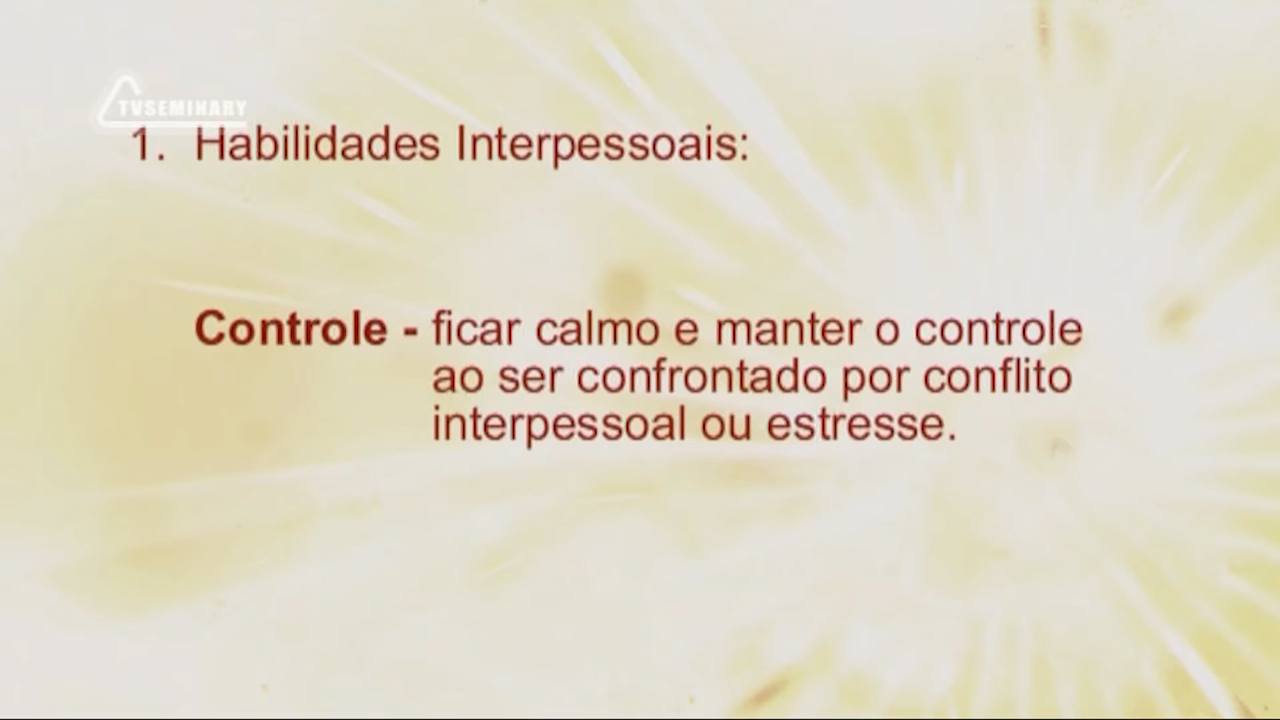 TVSEMINARY
1. Habilidades Interpessoais:
Controle - ficar calmo e manter o controle
ao ser confrontado por conflito
interpessoal ou estresse.